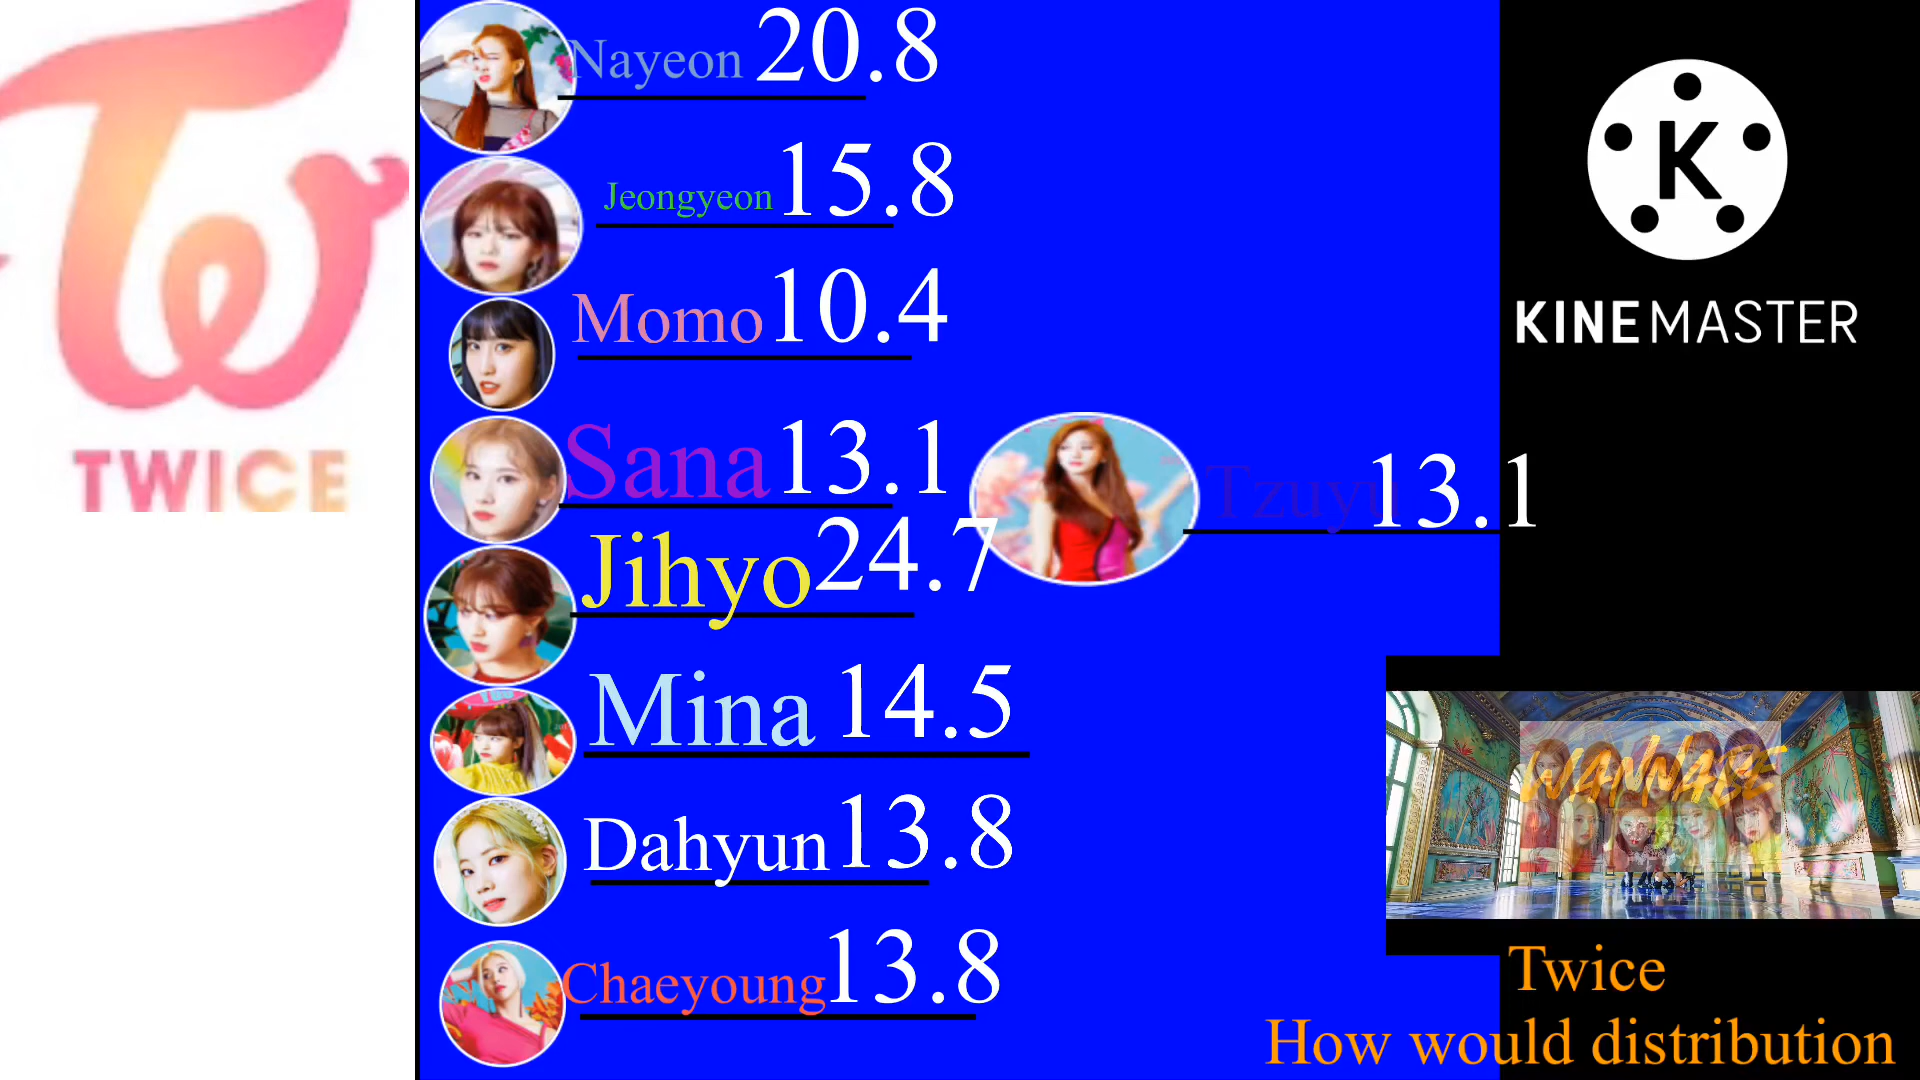 TWICE
Nayeon 20.8
Jeongyeon 15.8
Momo 10.4
Sana 13.1
Tzuyu 13.1
Jihyo 24.7
Mina 14.5
Dahyun 13.8
Chaeyoung 13.8
K
KINEMASTER
WANNABE
Twice
How would distribution